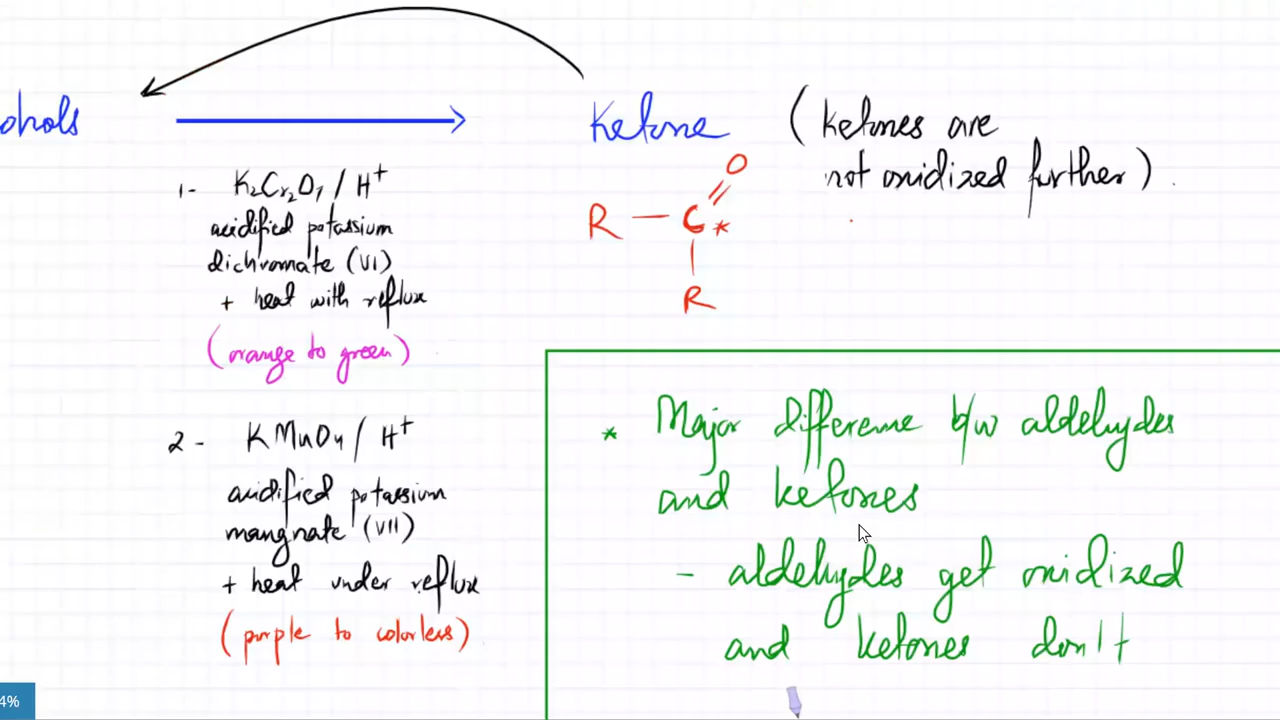 ohols
Ketone
(ketones are
not oxidized further).
1- K2Cr2O7 / H+
acidified potassium
dichromate (VI)
+ heat with reflux
(orange to green)
O
R — C *
R
2 - KMnO4 / H+
acidified potassium
mangnate (VII)
+ heat under reflux
(purple to colorless)
* Major difference b/w aldehydes
and ketones
- aldehydes get oxidized
and ketones don't
4%